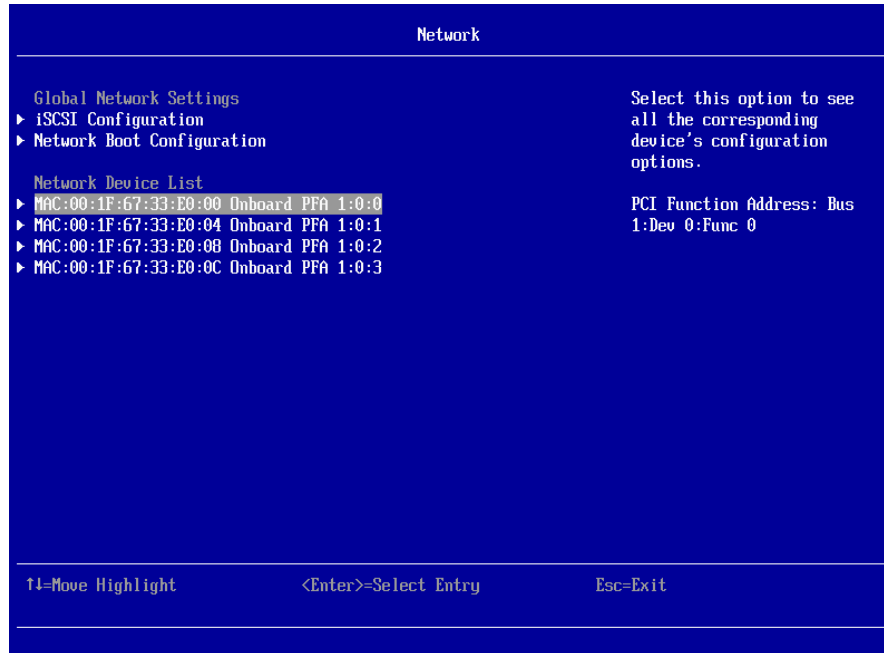 Network
Global Network Settings
▶ iSCSI Configuration
▶ Network Boot Configuration
Network Device List
▶ MAC:00:1F:67:33:E0:00 Onboard PFA 1:0:0
▶ MAC:00:1F:67:33:E0:04 Onboard PFA 1:0:1
▶ MAC:00:1F:67:33:E0:08 Onboard PFA 1:0:2
▶ MAC:00:1F:67:33:E0:0C Onboard PFA 1:0:3
Select this option to see
all the corresponding
device's configuration
options.
PCI Function Address: Bus
1:Dev 0:Func 0
↑↓=Move Highlight <Enter>=Select Entry Esc=Exit